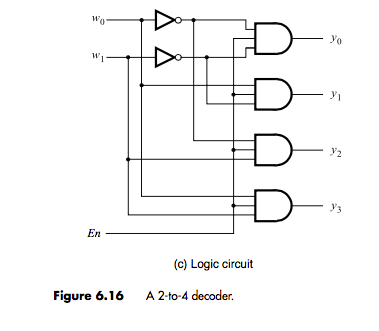 w0
y0
w1
y1
y2
y3
En
(c) Logic circuit
Figure 6.16 A 2-to-4 decoder.